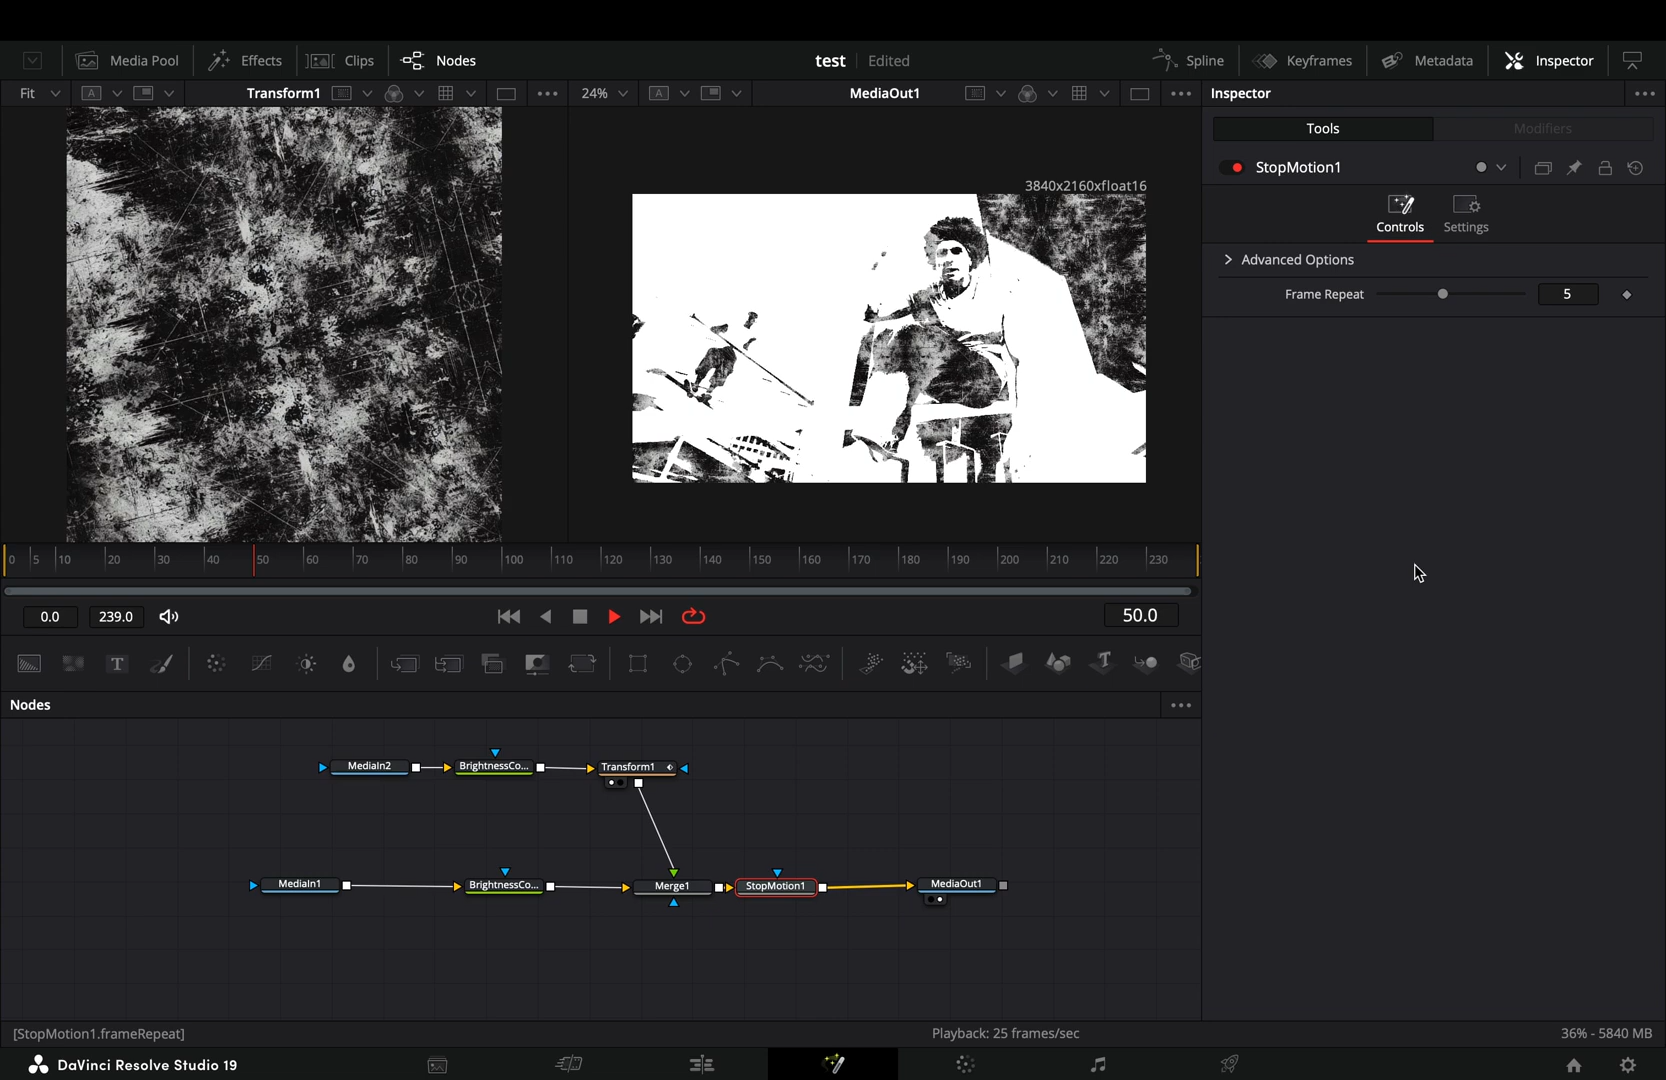 Media Pool
Effects
Clips
Nodes
test
Edited
Spline
Keyframes
Metadata
Inspector
Fit
A
Transform1
24%
A
MediaOut1
Inspector
Tools
Modifiers
3840x2160xfloat16
StopMotion1
Controls
Settings
Advanced Options
Frame Repeat
5
0 5 10 20 30 40 50 60 70 80 90 100 110 120 130 140 150 160 170 180 190 200 210 220 230
0.0
239.0
50.0
T
T
Nodes
MediaIn2
BrightnessCo...
Transform1
MediaIn1
BrightnessCo...
Merge1
StopMotion1
MediaOut1
[StopMotion1.frameRepeat]
Playback: 25 frames/sec
36% - 5840 MB
DaVinci Resolve Studio 19